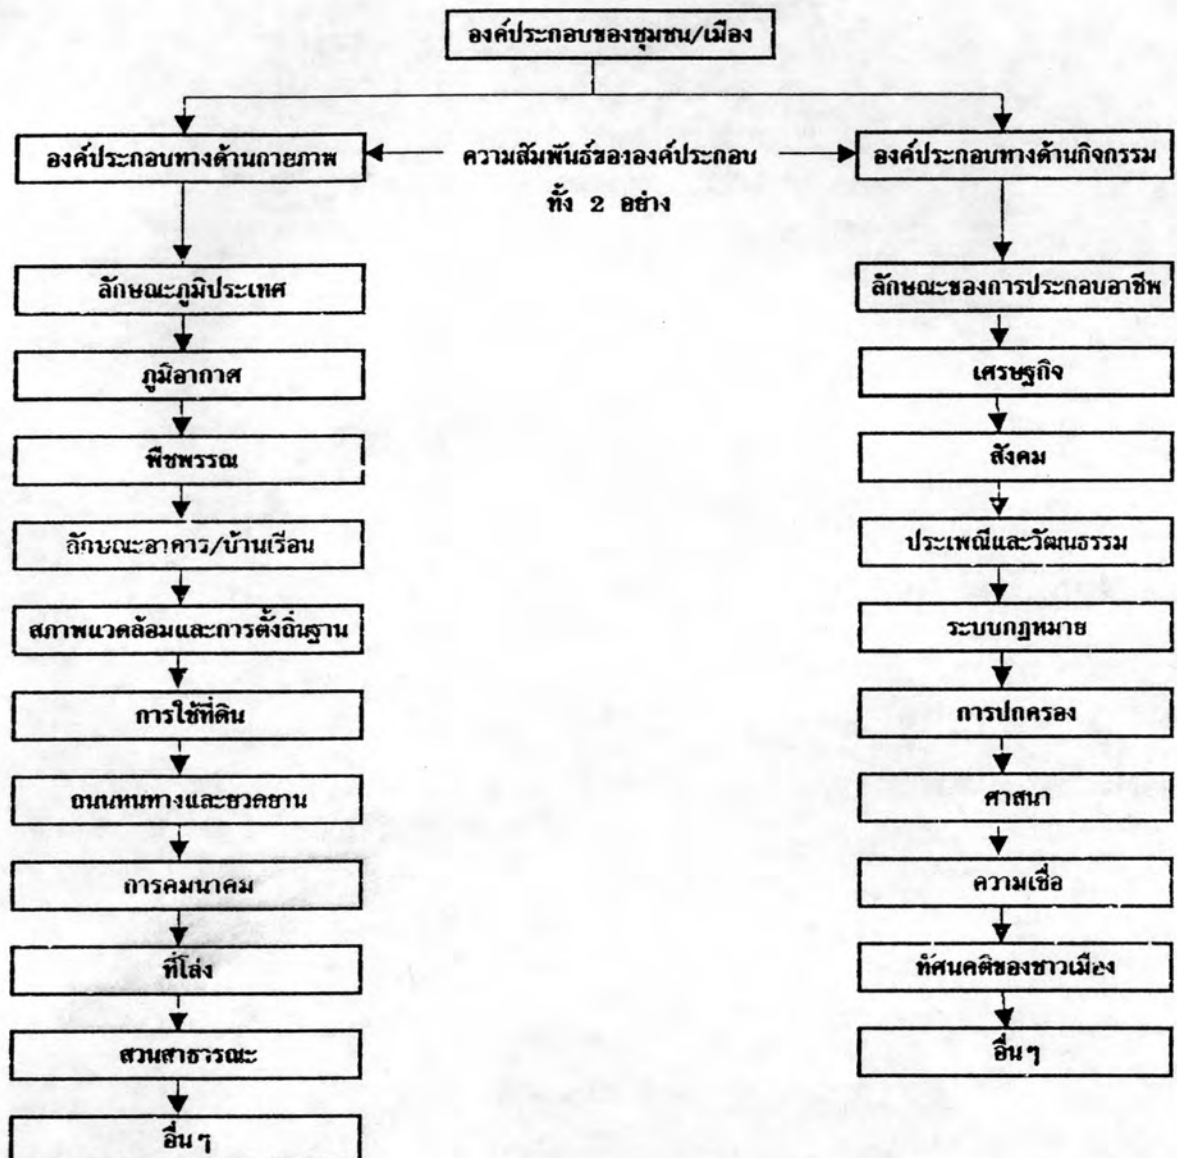 องค์ประกอบของชุมชน/เมือง
องค์ประกอบทางด้านกายภาพ
ความสัมพันธ์ขององค์ประกอบ
ทั้ง 2 อย่าง
องค์ประกอบทางด้านกิจกรรม
ลักษณะภูมิประเทศ
ภูมิอากาศ
พืชพรรณ
ลักษณะอาคาร/บ้านเรือน
สภาพแวดล้อมและการตั้งถิ่นฐาน
การใช้ที่ดิน
ถนนหนทางและยวดยาน
การคมนาคม
ที่โล่ง
สวนสาธารณะ
อื่นๆ
ลักษณะของการประกอบอาชีพ
เศรษฐกิจ
สังคม
ประเพณีและวัฒนธรรม
ระบบกฎหมาย
การปกครอง
ศาสนา
ความเชื่อ
ทัศนคติของชาวเมือง
อื่นๆ